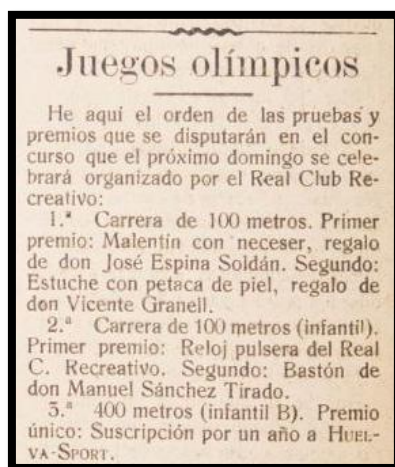 Juegos olímpicos
He aquí el orden de las pruebas y
premios que se disputarán en el con-
curso que el próximo domingo se cele-
brará organizado por el Real Club Re-
creativo:
1.ª Carrera de 100 metros. Primer
premio: Malentín con neceser, regalo
de don José Espina Soldán. Segundo:
Estuche con petaca de piel, regalo de
don Vicente Granell.
2.ª Carrera de 100 metros (infantil).
Primer premio: Reloj pulsera del Real
C. Recreativo. Segundo: Bastón de
don Manuel Sánchez Tirado.
3.ª 400 metros (infantil B). Premio
único: Suscripción por un año a HUEL-
VA-SPORT.